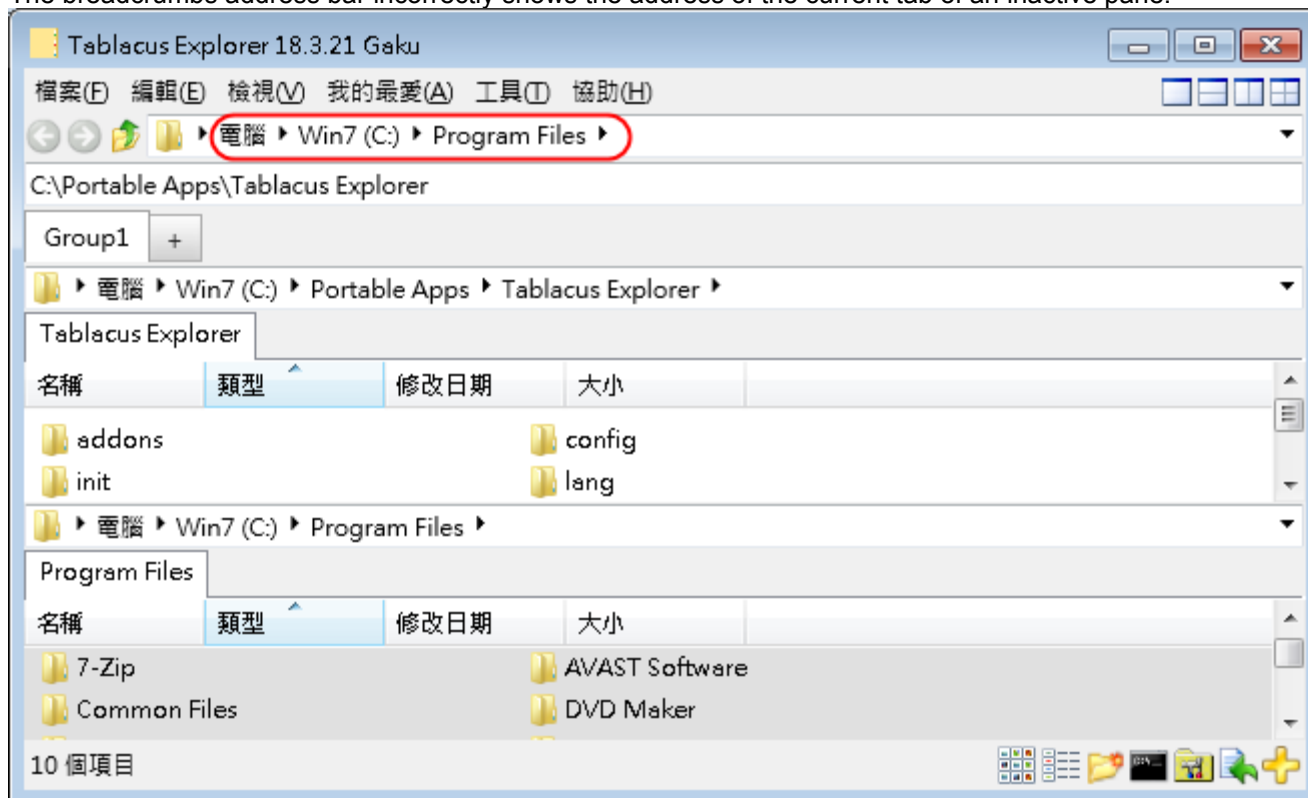 The breadcrumbs address bar incorrectly shows the address of the current tab of an inactive pane.
Tablacus Explorer 18.3.21 Gaku
檔案(F) 編輯(E) 檢視(V) 我的最愛(A) 工具(T) 協助(H)
電腦 Win7 (C:) Program Files
C:\Portable Apps\Tablacus Explorer
Group1 +
電腦 Win7 (C:) Portable Apps Tablacus Explorer
Tablacus Explorer
名稱 類型 修改日期 大小
addons config
init lang
電腦 Win7 (C:) Program Files
Program Files
名稱 類型 修改日期 大小
7-Zip AVAST Software
Common Files DVD Maker
10 個項目